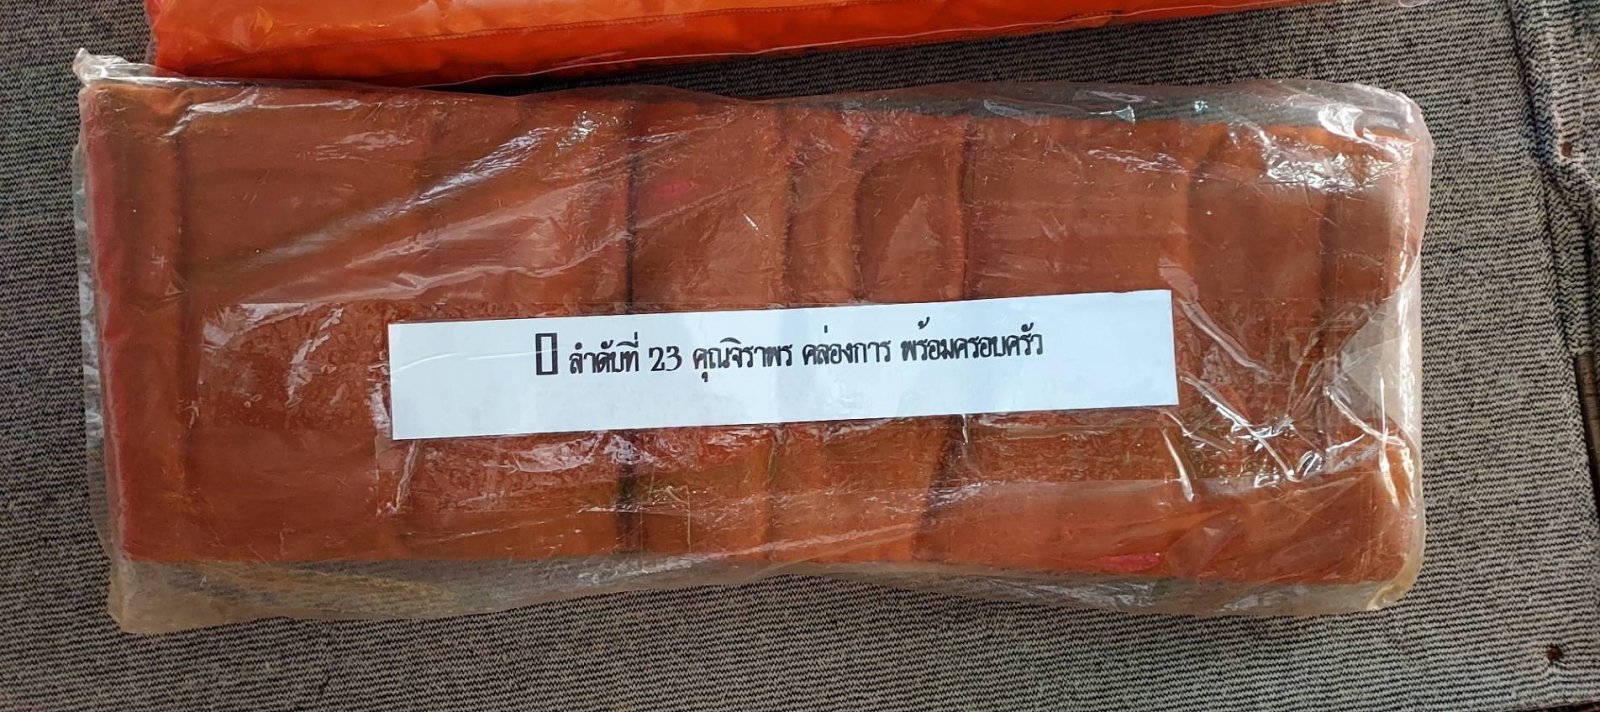 ▯ ลำดับที่ 23 คุณจิราพร คล่องการ พร้อมครอบครัว